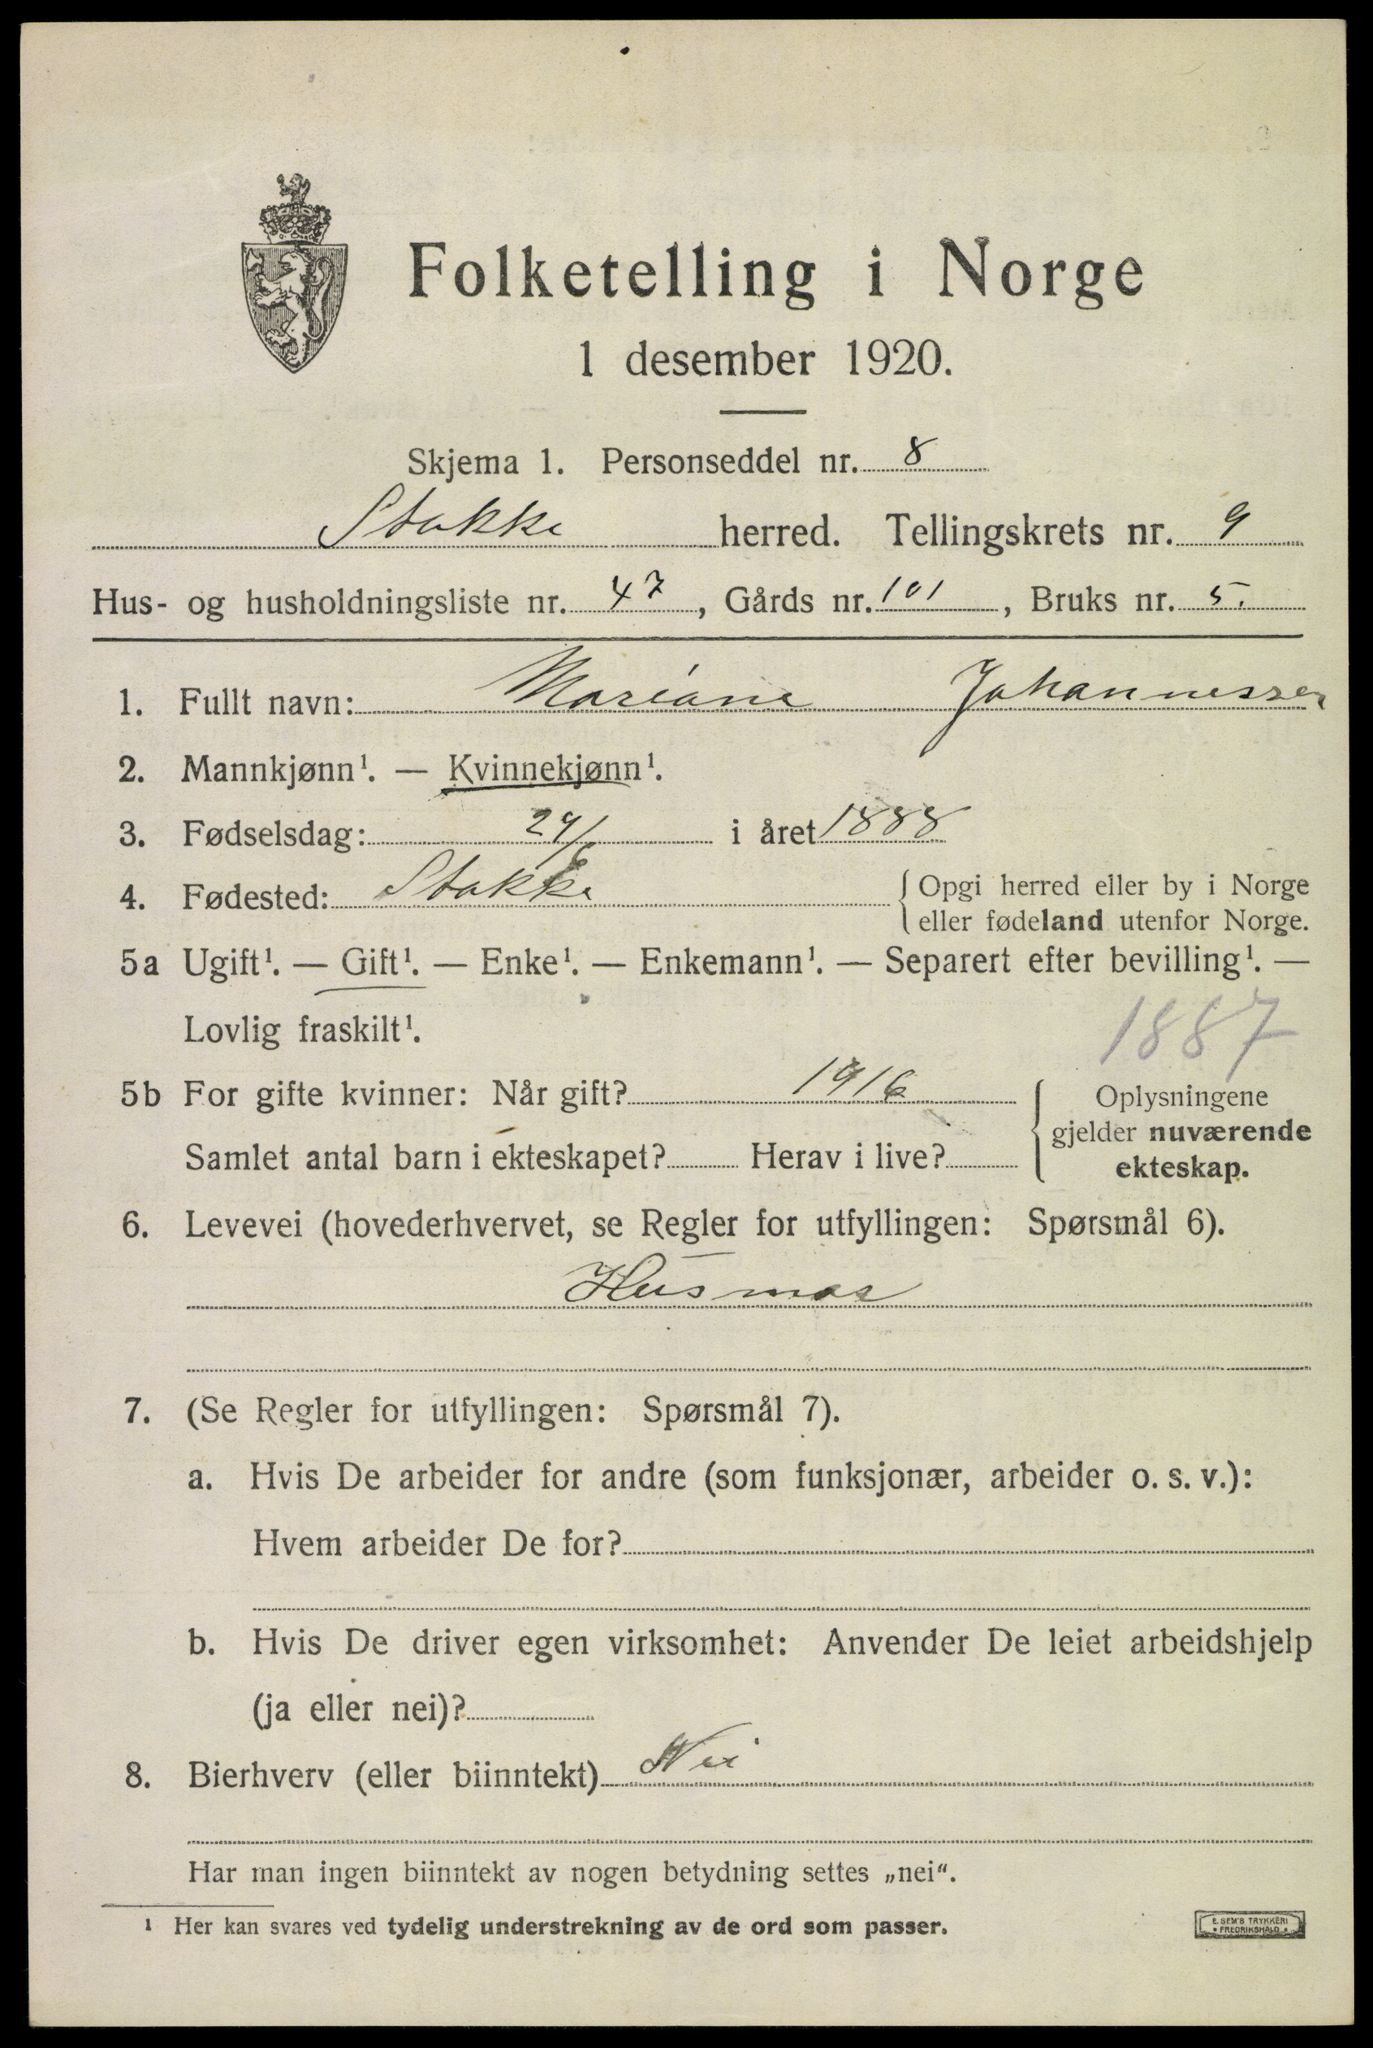 Folketelling i Norge
1 desember 1920.
Skjema 1. Personseddel nr. 8
Stokke herred. Tellingskrets nr. 9
Hus- og husholdningsliste nr. 47, Gårds nr. 101, Bruks nr. 5.
1. Fullt navn: Mariane Johannessen
2. Mannkjønn¹. — Kvinnekjønn¹.
3. Fødselsdag: 29/6 i året 1888
4. Fødested: Stokke { Opgi herred eller by i Norge
eller fødeland utenfor Norge.
5a Ugift¹. — Gift¹. — Enke¹. — Enkemann¹. — Separert efter bevilling¹. —
Lovlig fraskilt¹. 1887
5b For gifte kvinner: Når gift? 1916 { Oplysningene
gjelder nuværende
Samlet antal barn i ekteskapet? Herav i live? ekteskap.
6. Levevei (hovederhvervet, se Regler for utfyllingen: Spørsmål 6).
Husmor
7. (Se Regler for utfyllingen: Spørsmål 7).
a. Hvis De arbeider for andre (som funksjonær, arbeider o. s. v.):
Hvem arbeider De for?
b. Hvis De driver egen virksomhet: Anvender De leiet arbeidshjelp
(ja eller nei)?
8. Bierhverv (eller biinntekt) Nei
Har man ingen biinntekt av nogen betydning settes „nei“.
¹ Her kan svares ved tydelig understrekning av de ord som passer.
E. SEM'S TRYKKERI
FREDRIKSHALD